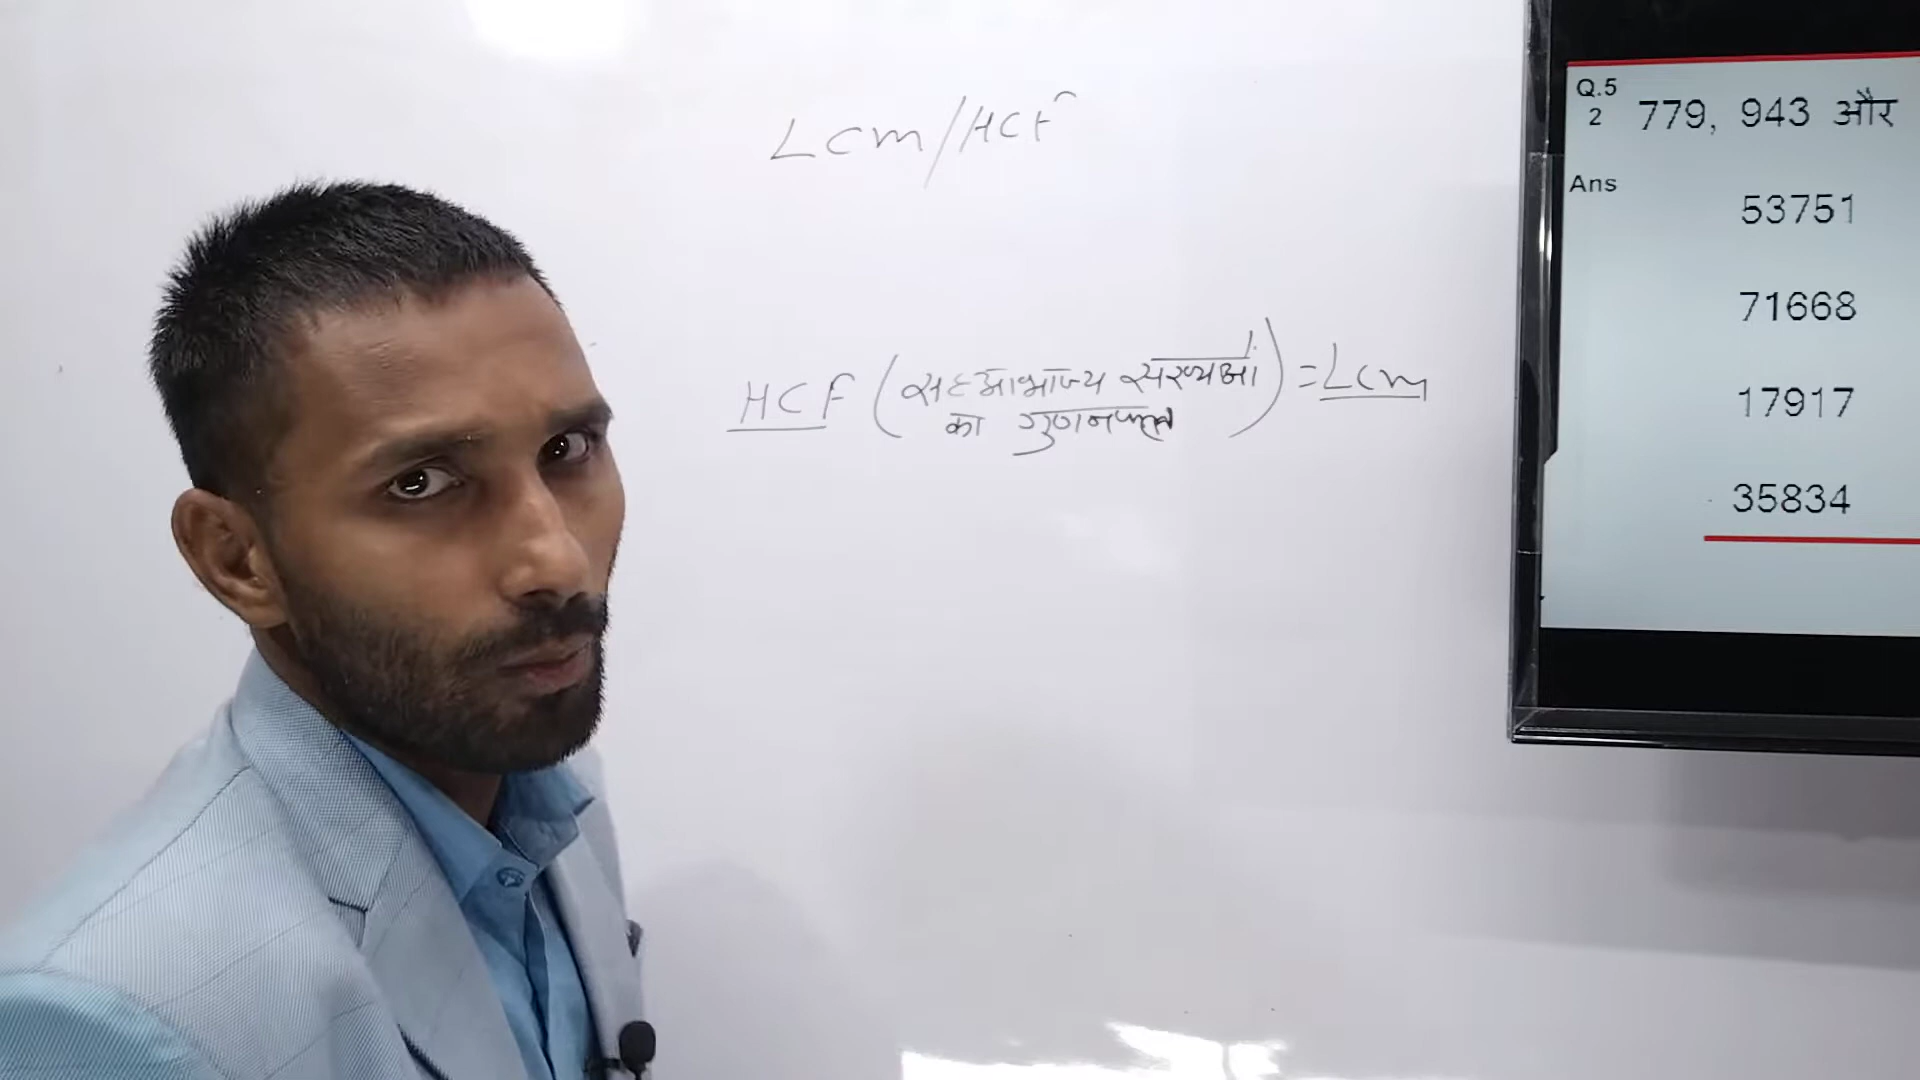 Lcm/HCF
HCF (सहअभाज्य संख्याओं
का गुणनफल) = Lcm
Q.5
2
779, 943 और
Ans
53751
71668
17917
35834